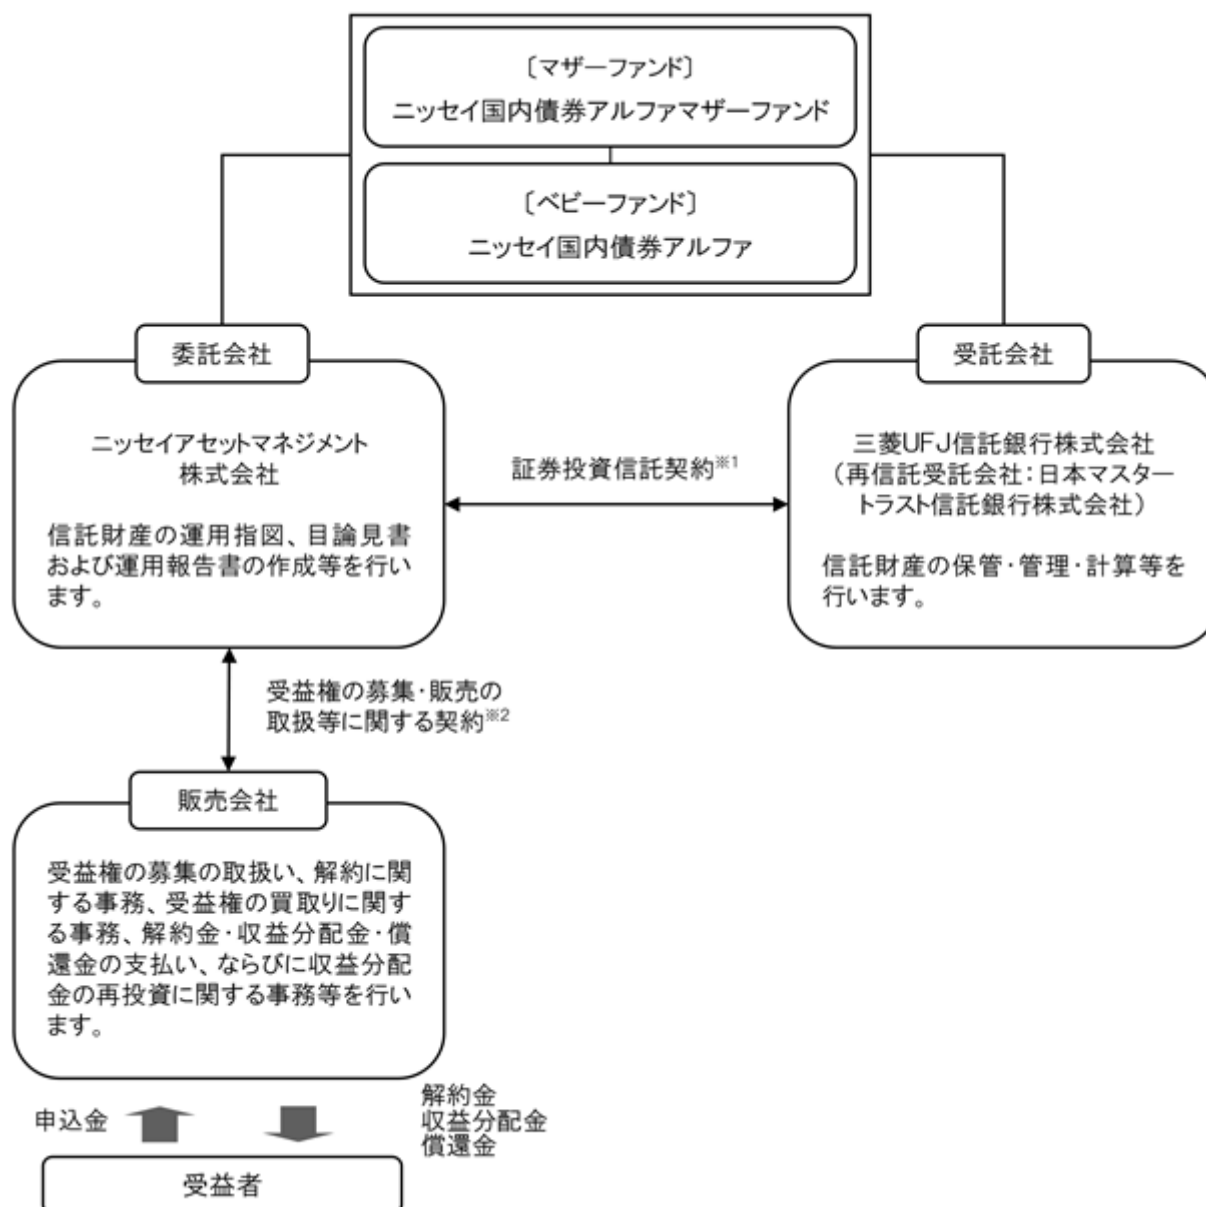 〔マザーファンド〕
ニッセイ国内債券アルファマザーファンド
〔ベビーファンド〕
ニッセイ国内債券アルファ
委託会社
ニッセイアセットマネジメント
株式会社
信託財産の運用指図、目論見書
および運用報告書の作成等を行い
ます。
証券投資信託契約※1
受託会社
三菱UFJ信託銀行株式会社
（再信託受託会社：日本マスター
トラスト信託銀行株式会社）
信託財産の保管・管理・計算等を
行います。
受益権の募集・販売の
取扱等に関する契約※2
販売会社
受益権の募集の取扱い、解約に関
する事務、受益権の買取りに関す
る事務、解約金・収益分配金・償
還金の支払い、ならびに収益分配
金の再投資に関する事務等を行い
ます。
申込金
解約金
収益分配金
償還金
受益者